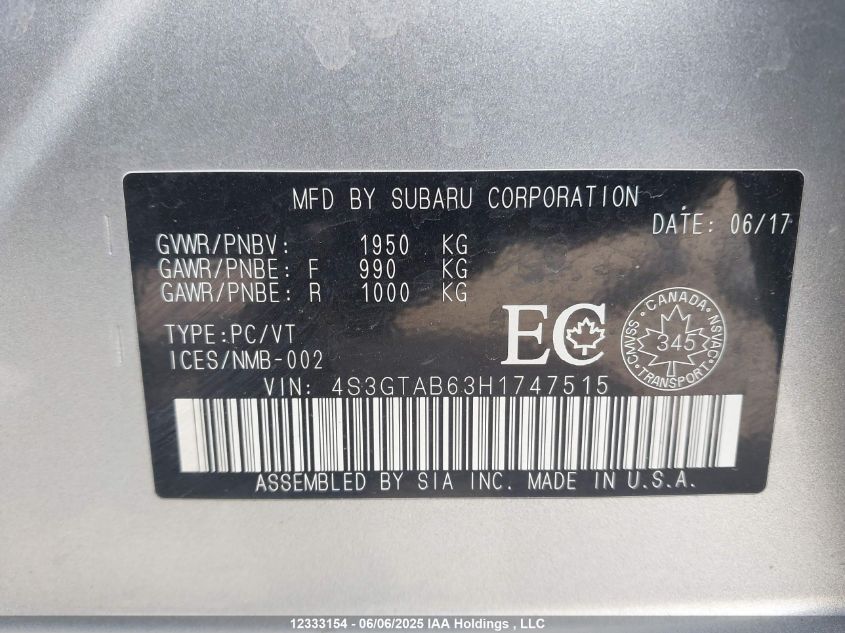 MFD BY SUBARU CORPORATION
DATE: 06/17
GVWR/PNBV: 1950 KG
GAWR/PNBE: F 990 KG
GAWR/PNBE: R 1000 KG
TYPE:PC/VT
ICES/NMB-002
EC
CANADA
CMVSS 345 NSVAC
TRANSPORT
VIN: 4S3GTAB63H1747515
ASSEMBLED BY SIA INC. MADE IN U.S.A.
12333154 - 06/06/2025 IAA Holdings , LLC